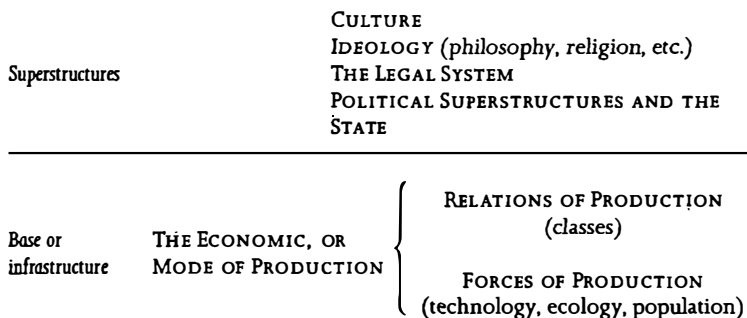 CULTURE
IDEOLOGY (philosophy, religion, etc.)
Superstructures THE LEGAL SYSTEM
POLITICAL SUPERSTRUCTURES AND THE
STATE
RELATIONS OF PRODUCTION
(classes)
Base or THE ECONOMIC, OR
infrastructure MODE OF PRODUCTION
FORCES OF PRODUCTION
(technology, ecology, population)